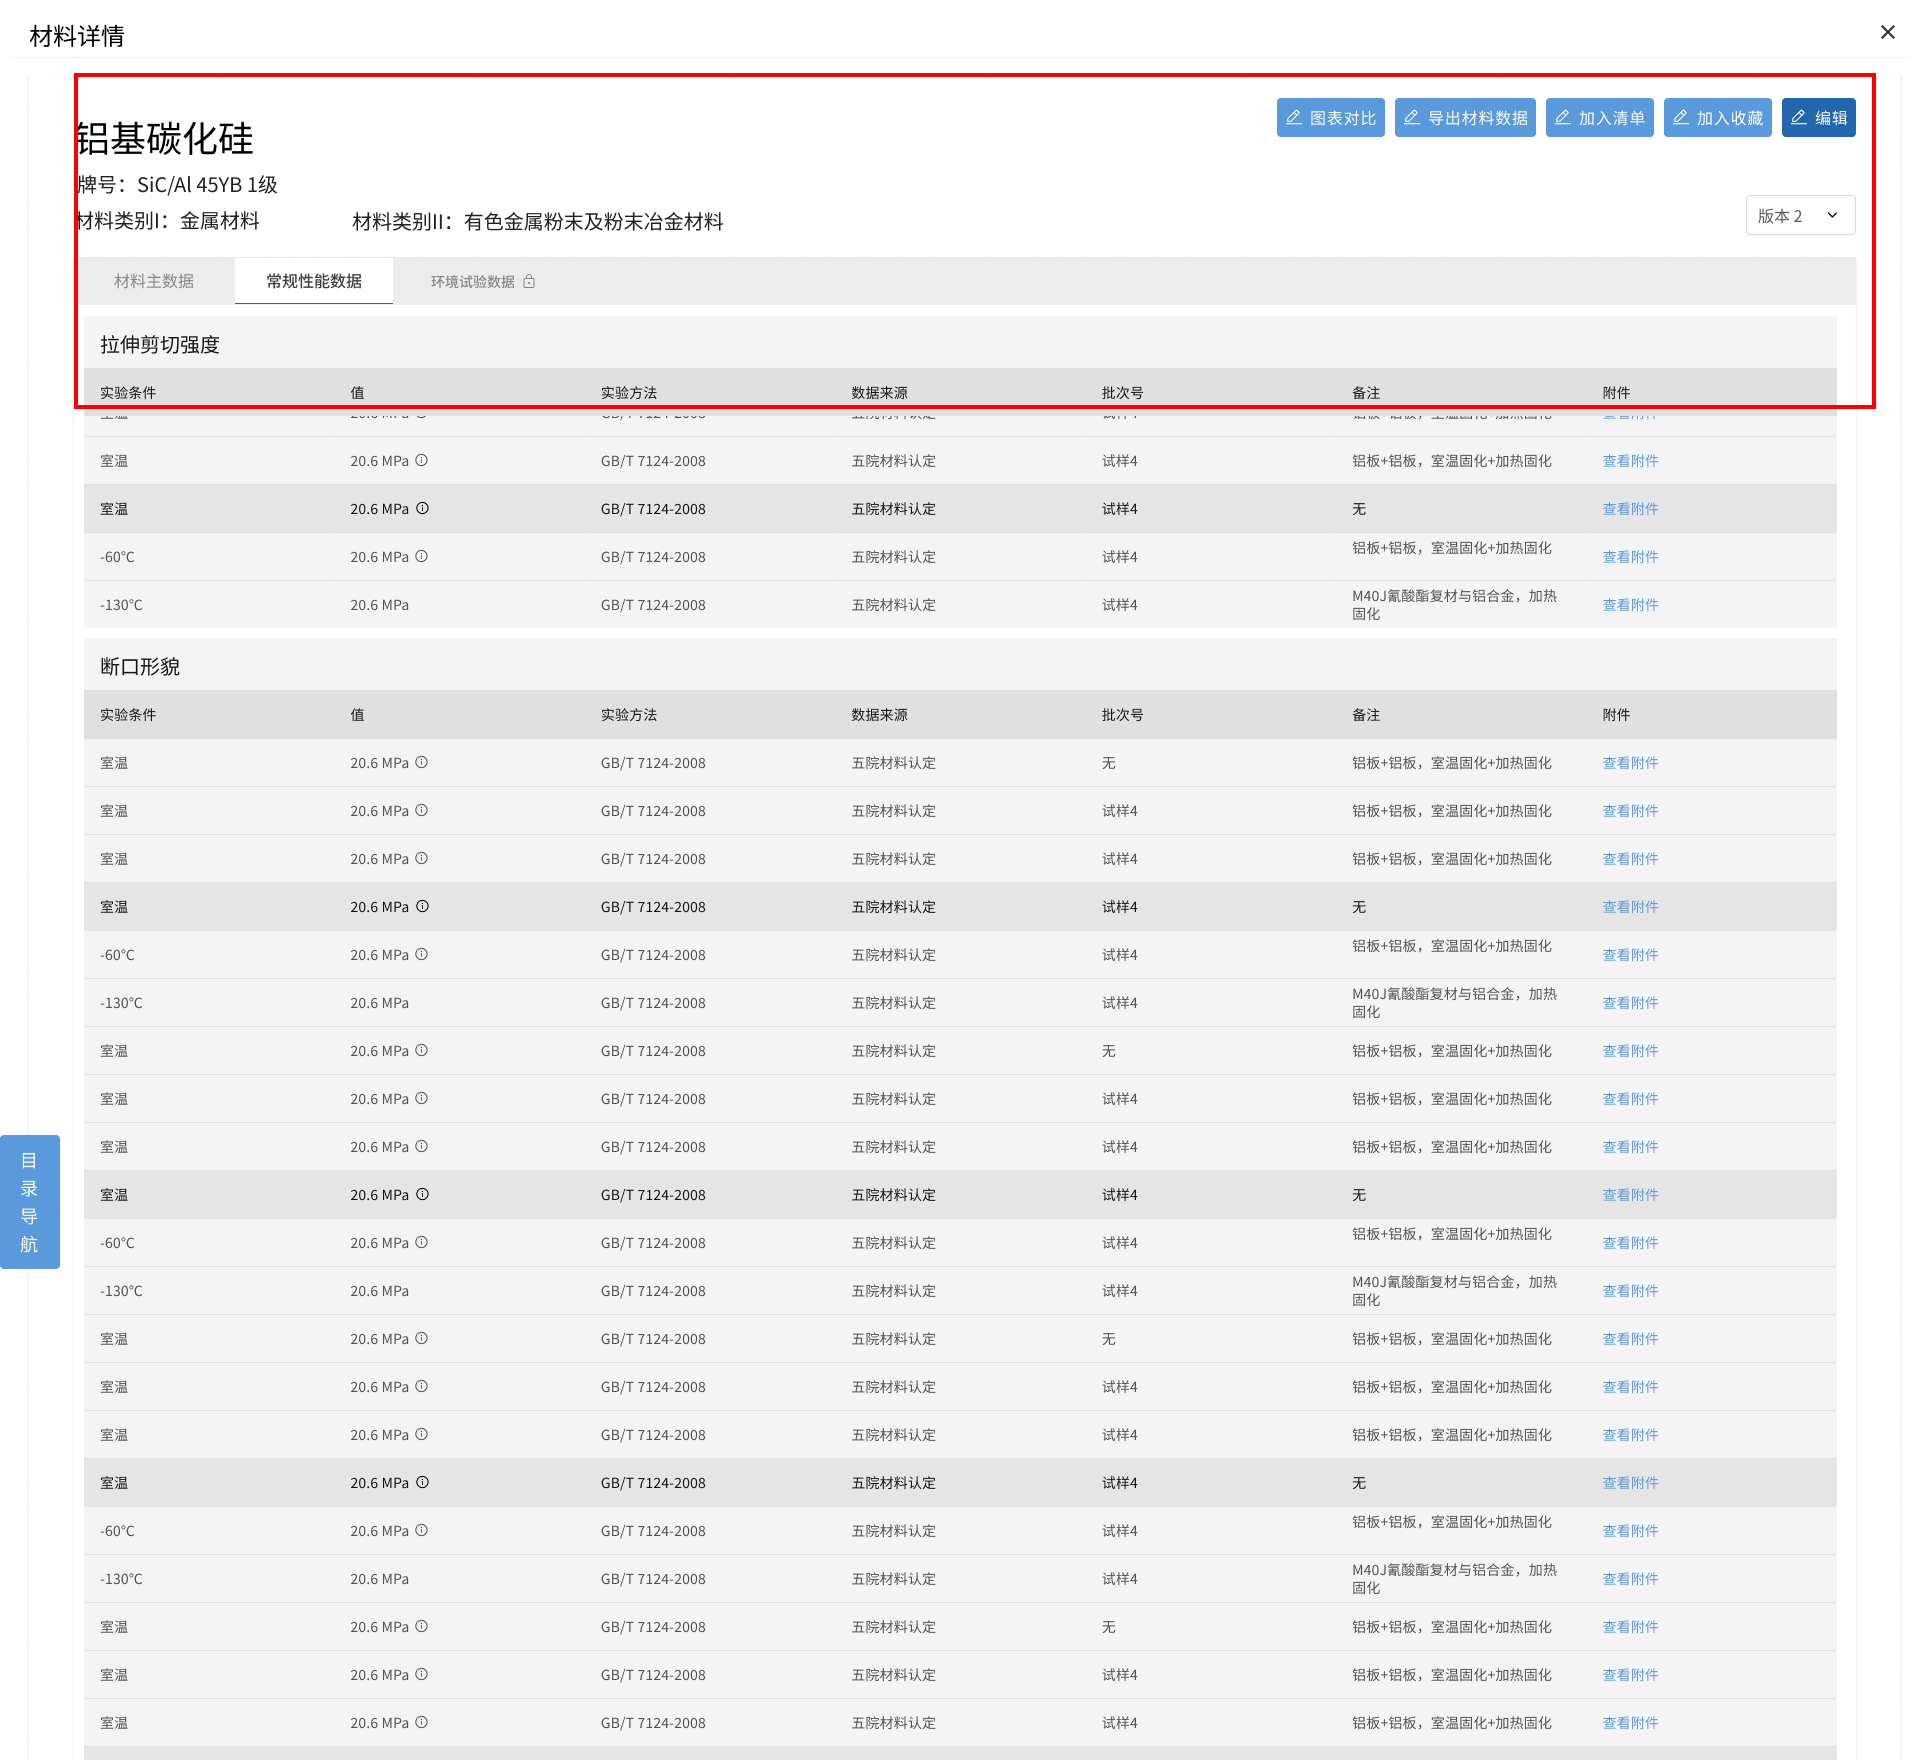 材料详情
铝基碳化硅
图表对比 导出材料数据 加入清单 加入收藏 编辑
牌号：SiC/Al 45YB 1级
材料类别I：金属材料 材料类别II：有色金属粉末及粉末冶金材料
版本 2
材料主数据 常规性能数据 环境试验数据
拉伸剪切强度
实验条件 值 实验方法 数据来源 批次号 备注 附件
室温 20.6 MPa GB/T 7124-2008 五院材料认定 试样4 铝板+铝板，室温固化+加热固化 查看附件
室温 20.6 MPa GB/T 7124-2008 五院材料认定 试样4 铝板+铝板，室温固化+加热固化 查看附件
室温 20.6 MPa GB/T 7124-2008 五院材料认定 试样4 无 查看附件
-60℃ 20.6 MPa GB/T 7124-2008 五院材料认定 试样4 铝板+铝板，室温固化+加热固化 查看附件
-130℃ 20.6 MPa GB/T 7124-2008 五院材料认定 试样4 M40J氰酸酯复材与铝合金，加热
固化 查看附件
断口形貌
实验条件 值 实验方法 数据来源 批次号 备注 附件
室温 20.6 MPa GB/T 7124-2008 五院材料认定 无 铝板+铝板，室温固化+加热固化 查看附件
室温 20.6 MPa GB/T 7124-2008 五院材料认定 试样4 铝板+铝板，室温固化+加热固化 查看附件
室温 20.6 MPa GB/T 7124-2008 五院材料认定 试样4 铝板+铝板，室温固化+加热固化 查看附件
室温 20.6 MPa GB/T 7124-2008 五院材料认定 试样4 无 查看附件
-60℃ 20.6 MPa GB/T 7124-2008 五院材料认定 试样4 铝板+铝板，室温固化+加热固化 查看附件
-130℃ 20.6 MPa GB/T 7124-2008 五院材料认定 试样4 M40J氰酸酯复材与铝合金，加热
固化 查看附件
室温 20.6 MPa GB/T 7124-2008 五院材料认定 无 铝板+铝板，室温固化+加热固化 查看附件
室温 20.6 MPa GB/T 7124-2008 五院材料认定 试样4 铝板+铝板，室温固化+加热固化 查看附件
室温 20.6 MPa GB/T 7124-2008 五院材料认定 试样4 铝板+铝板，室温固化+加热固化 查看附件
室温 20.6 MPa GB/T 7124-2008 五院材料认定 试样4 无 查看附件
-60℃ 20.6 MPa GB/T 7124-2008 五院材料认定 试样4 铝板+铝板，室温固化+加热固化 查看附件
-130℃ 20.6 MPa GB/T 7124-2008 五院材料认定 试样4 M40J氰酸酯复材与铝合金，加热
固化 查看附件
室温 20.6 MPa GB/T 7124-2008 五院材料认定 无 铝板+铝板，室温固化+加热固化 查看附件
室温 20.6 MPa GB/T 7124-2008 五院材料认定 试样4 铝板+铝板，室温固化+加热固化 查看附件
室温 20.6 MPa GB/T 7124-2008 五院材料认定 试样4 铝板+铝板，室温固化+加热固化 查看附件
室温 20.6 MPa GB/T 7124-2008 五院材料认定 试样4 无 查看附件
-60℃ 20.6 MPa GB/T 7124-2008 五院材料认定 试样4 铝板+铝板，室温固化+加热固化 查看附件
-130℃ 20.6 MPa GB/T 7124-2008 五院材料认定 试样4 M40J氰酸酯复材与铝合金，加热
固化 查看附件
室温 20.6 MPa GB/T 7124-2008 五院材料认定 无 铝板+铝板，室温固化+加热固化 查看附件
室温 20.6 MPa GB/T 7124-2008 五院材料认定 试样4 铝板+铝板，室温固化+加热固化 查看附件
室温 20.6 MPa GB/T 7124-2008 五院材料认定 试样4 铝板+铝板，室温固化+加热固化 查看附件
目
录
导
航